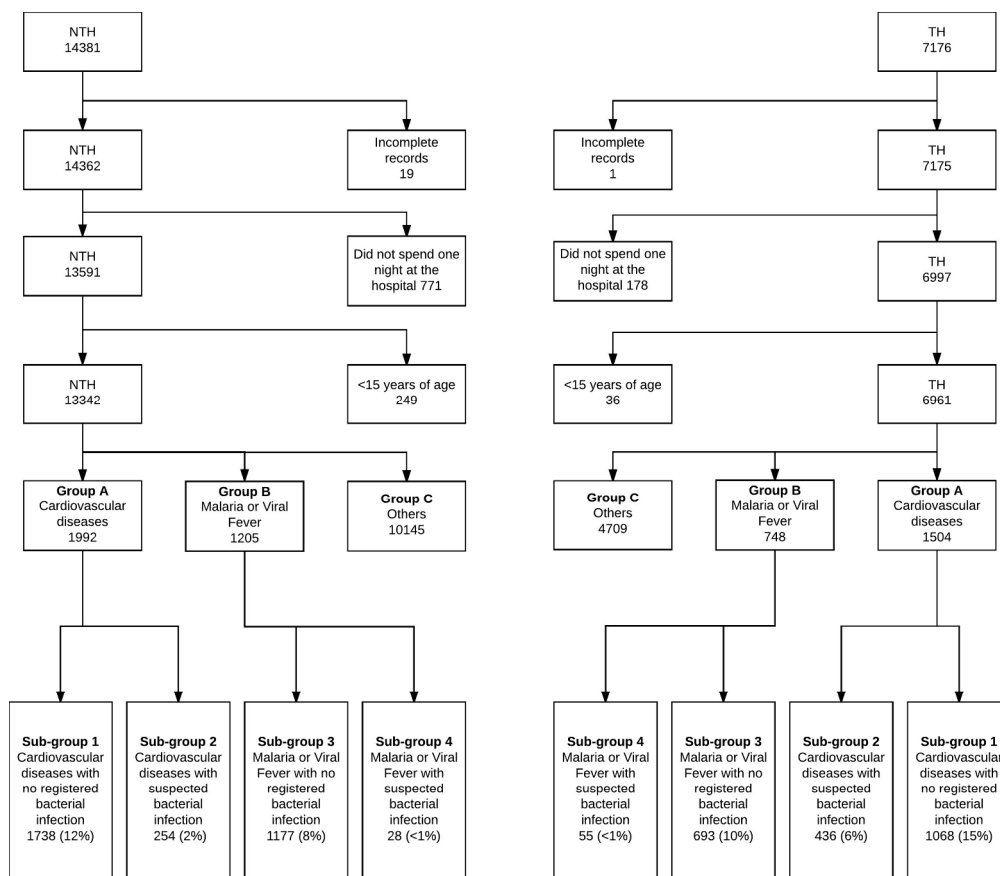 NTH
14381
TH
7176
NTH
14362
Incomplete
records
19
Incomplete
records
1
TH
7175
NTH
13591
Did not spend one
night at the
hospital 771
Did not spend one
night at the
hospital 178
TH
6997
NTH
13342
<15 years of age
249
<15 years of age
36
TH
6961
Group A
Cardiovascular
diseases
1992
Group B
Malaria or Viral
Fever
1205
Group C
Others
10145
Group C
Others
4709
Group B
Malaria or Viral
Fever
748
Group A
Cardiovascular
diseases
1504
Sub-group 1
Cardiovascular
diseases with
no registered
bacterial
infection
1738 (12%)
Sub-group 2
Cardiovascular
diseases with
suspected
bacterial
infection
254 (2%)
Sub-group 3
Malaria or Viral
Fever with no
registered
bacterial
infection
1177 (8%)
Sub-group 4
Malaria or Viral
Fever with
suspected
bacterial
infection
28 (<1%)
Sub-group 4
Malaria or Viral
Fever with
suspected
bacterial
infection
55 (<1%)
Sub-group 3
Malaria or Viral
Fever with no
registered
bacterial
infection
693 (10%)
Sub-group 2
Cardiovascular
diseases with
suspected
bacterial
infection
436 (6%)
Sub-group 1
Cardiovascular
diseases with
no registered
bacterial
infection
1068 (15%)